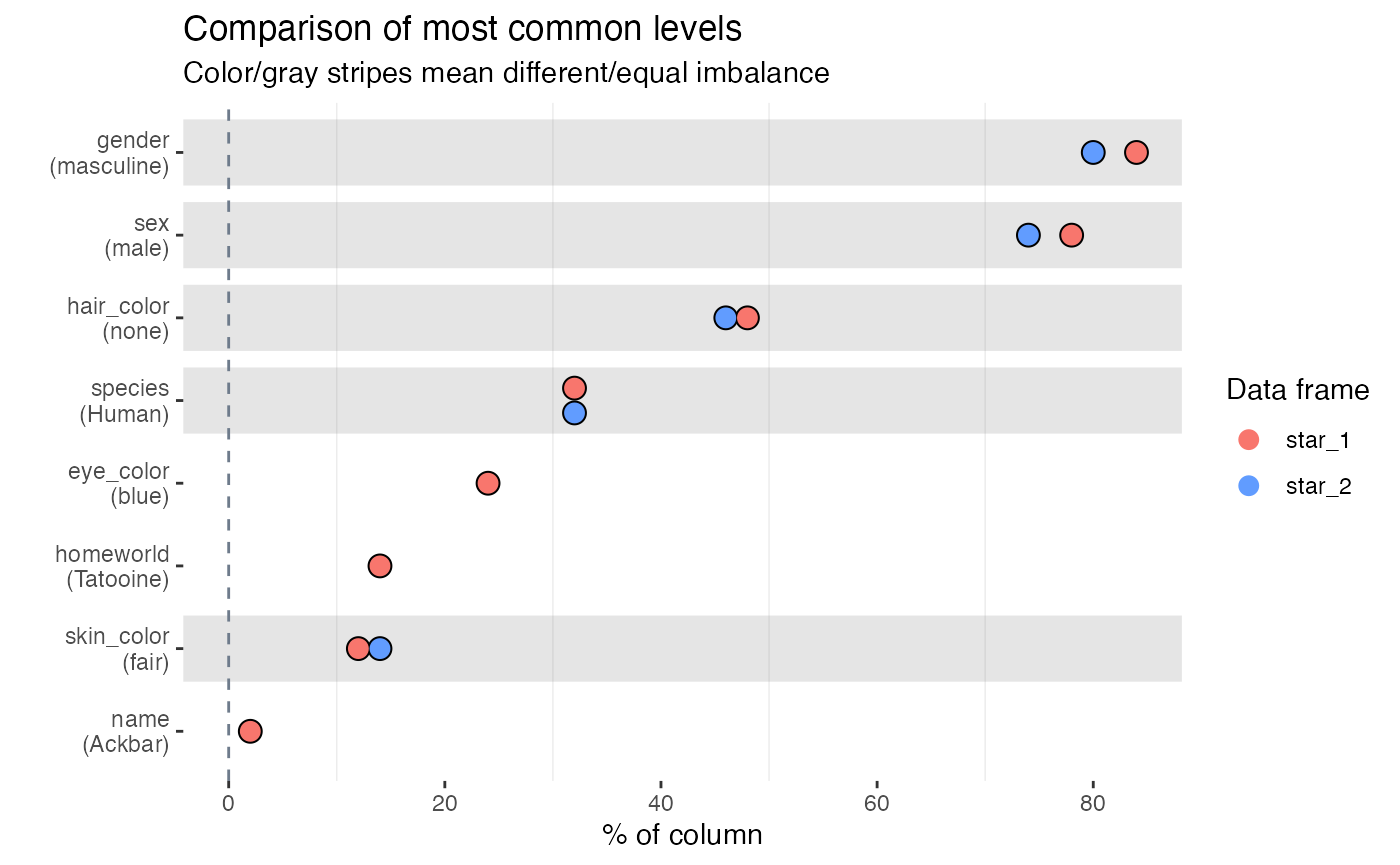 Comparison of most common levels
Color/gray stripes mean different/equal imbalance
gender
(masculine)
sex
(male)
hair_color
(none)
species
(Human)
eye_color
(blue)
homeworld
(Tatooine)
skin_color
(fair)
name
(Ackbar)
0 20 40 60 80
% of column
Data frame
star_1
star_2